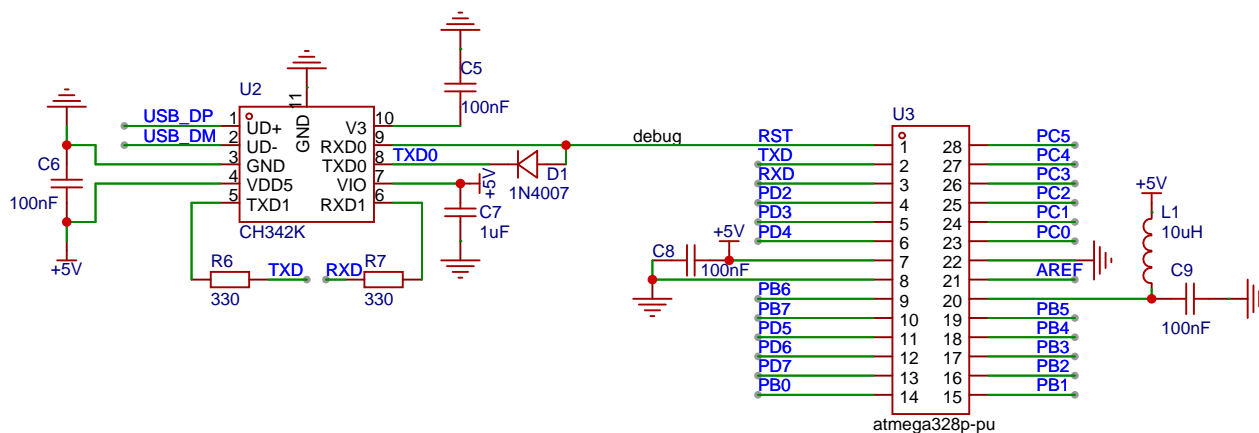 U2
CH342K
UD+
UD-
GND
VDD5
TXD1
GND
V3
RXD0
TXD0
VIO
RXD1
1
2
3
4
5
11
10
9
8
7
6
USB_DP
USB_DM
C6
100nF
+5V
C5
100nF
TXD0
D1
1N4007
+5V
C7
1uF
R6
330
TXD
RXD
R7
330
debug
U3
atmega328p-pu
RST
TXD
RXD
PD2
PD3
PD4
+5V
C8
100nF
PB6
PB7
PD5
PD6
PD7
PB0
1
2
3
4
5
6
7
8
9
10
11
12
13
14
28
27
26
25
24
23
22
21
20
19
18
17
16
15
PC5
PC4
PC3
PC2
PC1
PC0
AREF
PB5
PB4
PB3
PB2
PB1
+5V
L1
10uH
C9
100nF